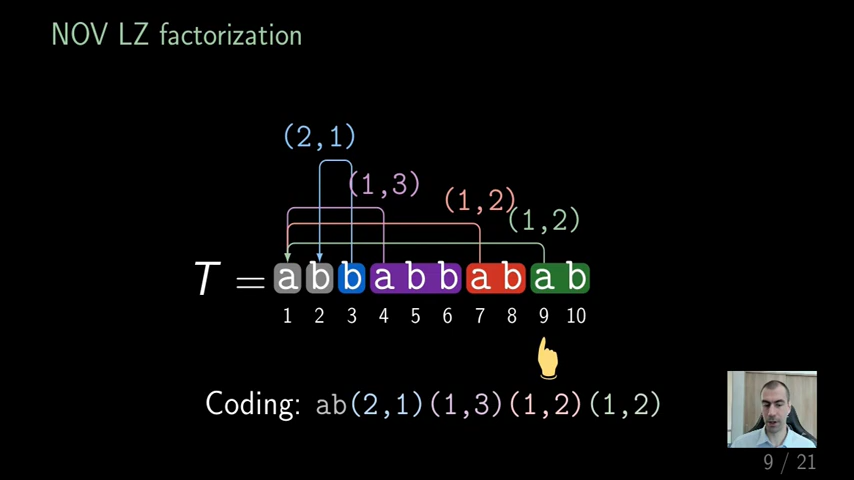 NOV LZ factorization
(2,1)
(1,3)
(1,2)
(1,2)
T = abbabbabab
1 2 3 4 5 6 7 8 9 10
Coding: ab(2,1)(1,3)(1,2)(1,2)
9 / 21